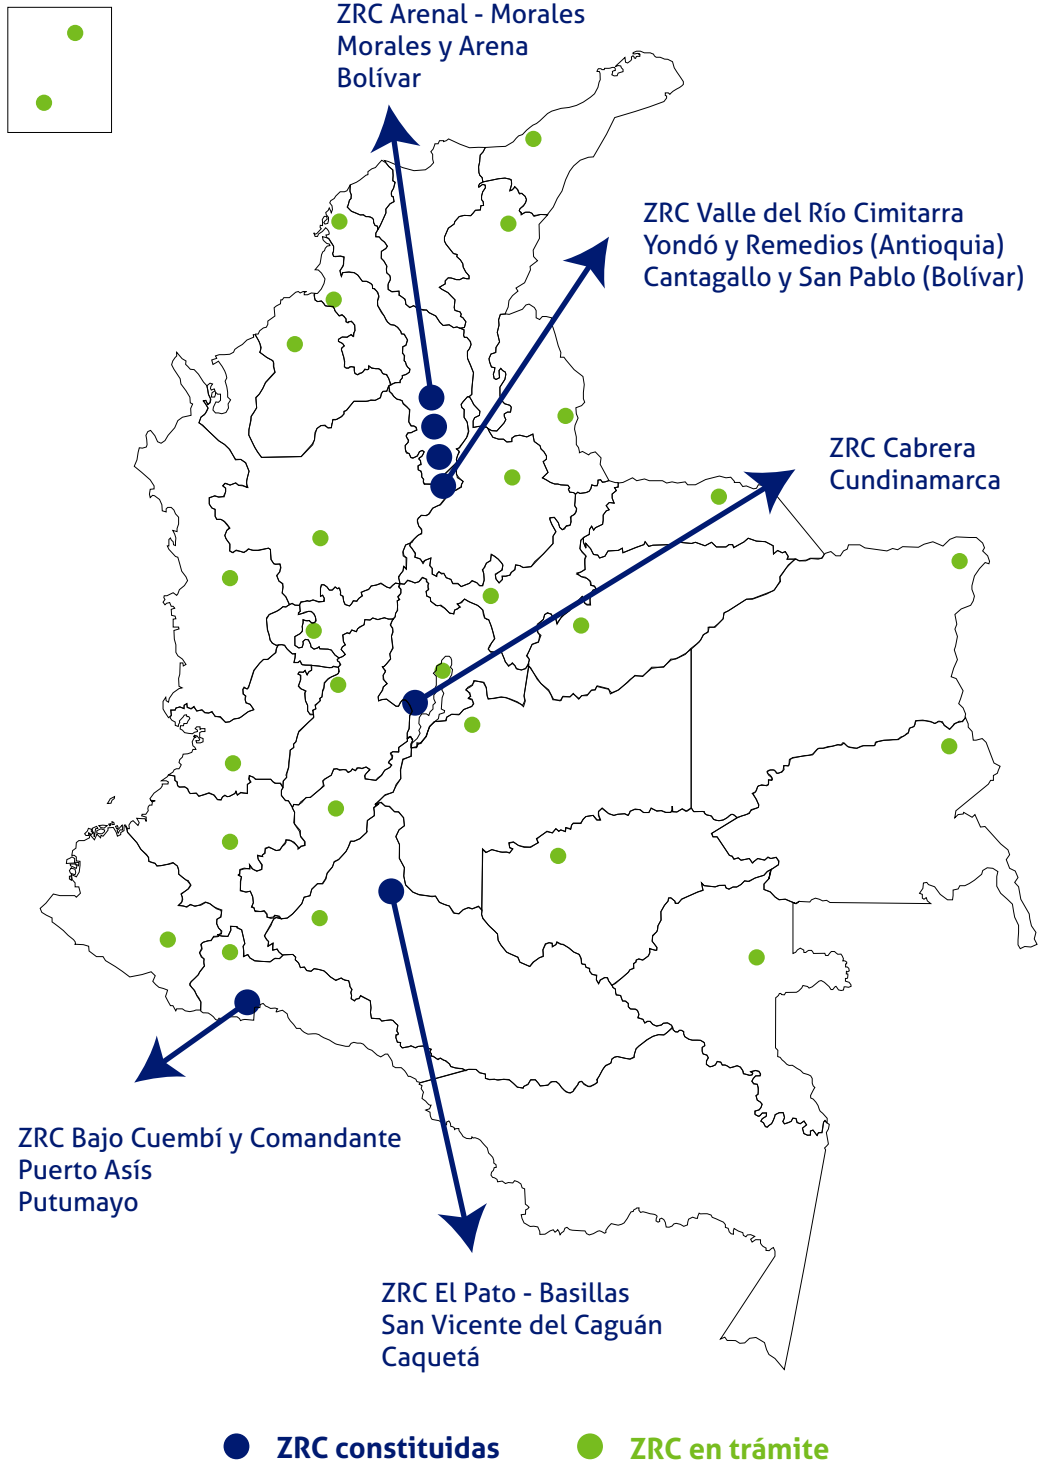 ZRC Arenal - Morales
Morales y Arena
Bolívar
ZRC Valle del Río Cimitarra
Yondó y Remedios (Antioquia)
Cantagallo y San Pablo (Bolívar)
ZRC Cabrera
Cundinamarca
ZRC Bajo Cuembí y Comandante
Puerto Asís
Putumayo
ZRC El Pato - Basillas
San Vicente del Caguán
Caquetá
ZRC constituidas
ZRC en trámite